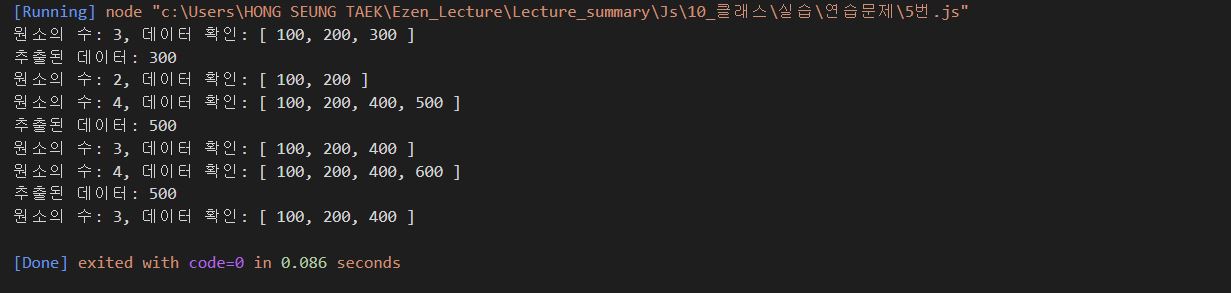 [Running] node "c:\Users\HONG SEUNG TAEK\Ezen_Lecture\Lecture_summary\Js\10_클래스\실습\연습문제\5번.js"
원소의 수: 3, 데이터 확인: [ 100, 200, 300 ]
추출된 데이터: 300
원소의 수: 2, 데이터 확인: [ 100, 200 ]
원소의 수: 4, 데이터 확인: [ 100, 200, 400, 500 ]
추출된 데이터: 500
원소의 수: 3, 데이터 확인: [ 100, 200, 400 ]
원소의 수: 4, 데이터 확인: [ 100, 200, 400, 600 ]
추출된 데이터: 500
원소의 수: 3, 데이터 확인: [ 100, 200, 400 ]
[Done] exited with code=0 in 0.086 seconds